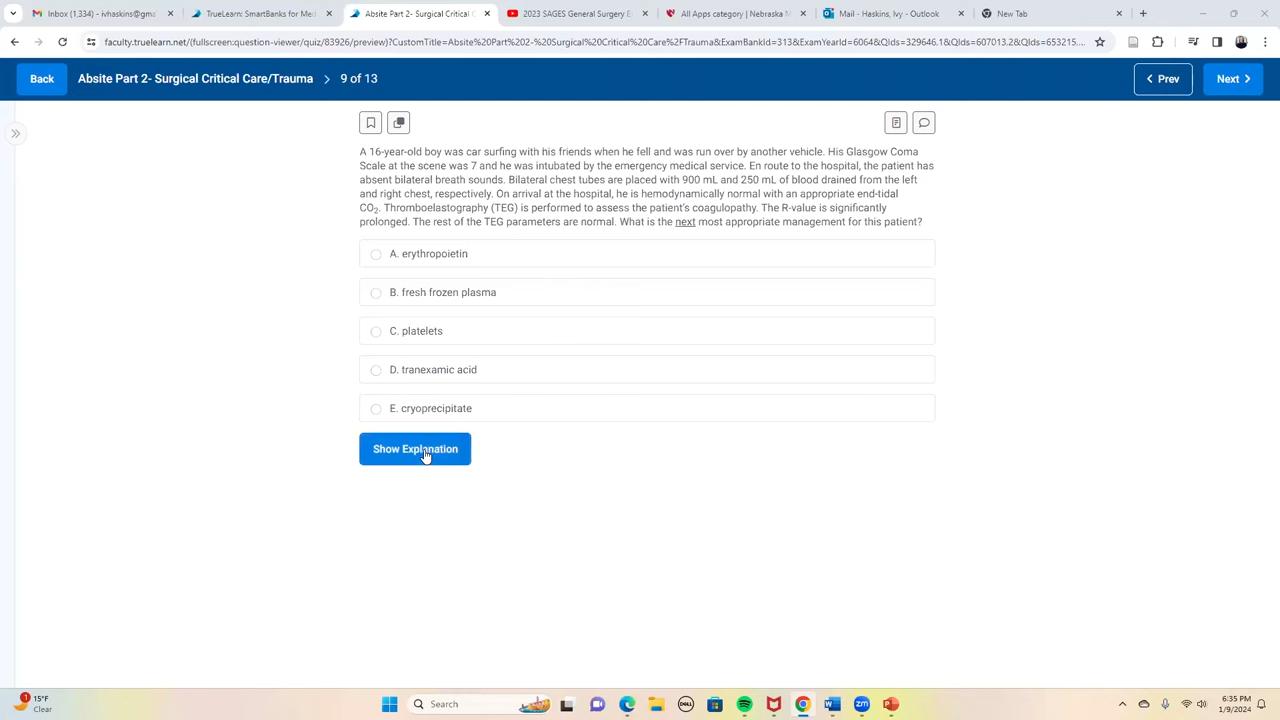 Inbox (1,334) - ivhaskins@gma
TrueLearn: SmartBanks for Med
Absite Part 2- Surgical Critical C
2023 SAGES General Surgery B
All Apps category | Nebraska M
Mail - Haskins, Ivy - Outlook
New Tab
faculty.truelearn.net/(fullscreen:question-viewer/quiz/83926/preview)?CustomTitle=Absite%20Part%202-%20Surgical%20Critical%20Care%2FTrauma&ExamBankId=313&ExamYearId=6064&QIds=329646.1&QIds=607013.2&QIds=653215....
Back
Absite Part 2- Surgical Critical Care/Trauma > 9 of 13
Prev
Next
A 16-year-old boy was car surfing with his friends when he fell and was run over by another vehicle. His Glasgow Coma
Scale at the scene was 7 and he was intubated by the emergency medical service. En route to the hospital, the patient has
absent bilateral breath sounds. Bilateral chest tubes are placed with 900 mL and 250 mL of blood drained from the left
and right chest, respectively. On arrival at the hospital, he is hemodynamically normal with an appropriate end-tidal
CO2. Thromboelastography (TEG) is performed to assess the patient's coagulopathy. The R-value is significantly
prolonged. The rest of the TEG parameters are normal. What is the next most appropriate management for this patient?
A. erythropoietin
B. fresh frozen plasma
C. platelets
D. tranexamic acid
E. cryoprecipitate
Show Explanation
1
15°F
Clear
Search
DELL
W
zm
P
6:35 PM
1/9/2024